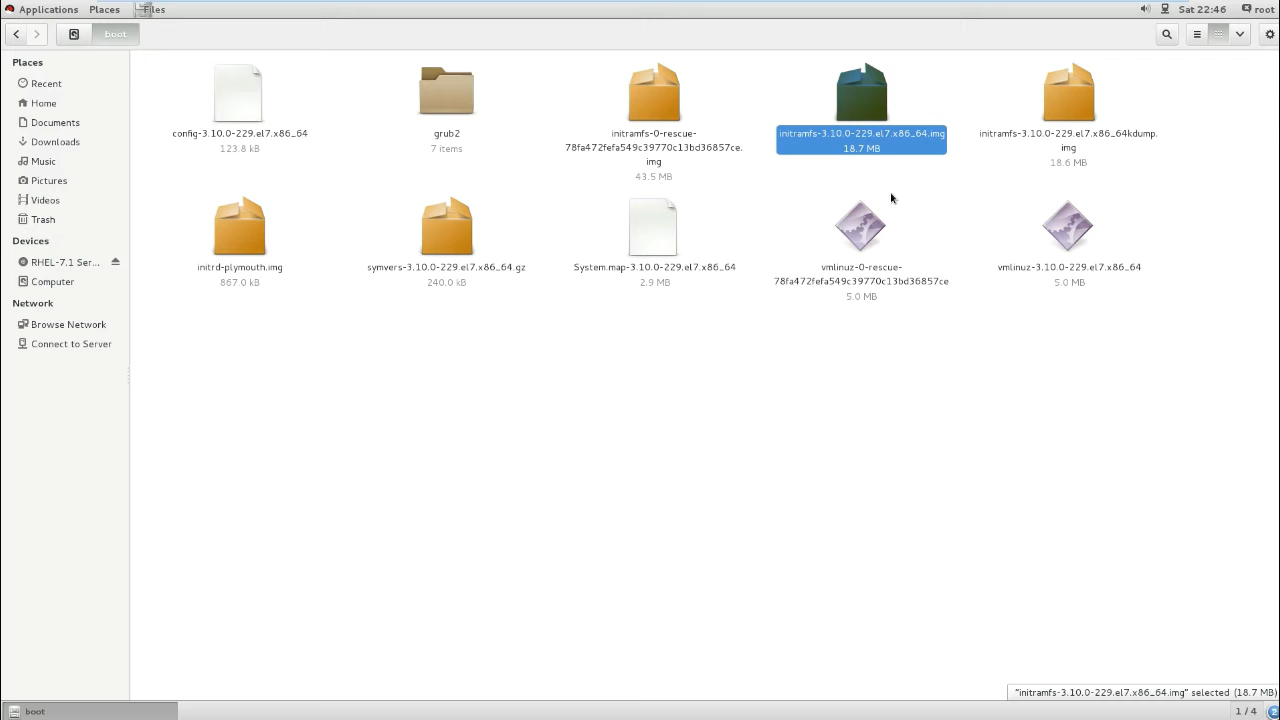 Applications Places Files Sat 22:46 root
boot
Places
Recent
Home
Documents
Downloads
Music
Pictures
Videos
Trash
Devices
RHEL-7.1 Ser...
Computer
Network
Browse Network
Connect to Server
config-3.10.0-229.el7.x86_64
123.8 kB
grub2
7 items
initramfs-0-rescue-
78fa472fefa549c39770c13bd36857ce.
img
43.5 MB
initramfs-3.10.0-229.el7.x86_64.img
18.7 MB
initramfs-3.10.0-229.el7.x86_64kdump.
img
18.6 MB
initrd-plymouth.img
867.0 kB
symvers-3.10.0-229.el7.x86_64.gz
240.0 kB
System.map-3.10.0-229.el7.x86_64
2.9 MB
vmlinuz-0-rescue-
78fa472fefa549c39770c13bd36857ce
5.0 MB
vmlinuz-3.10.0-229.el7.x86_64
5.0 MB
"initramfs-3.10.0-229.el7.x86_64.img" selected (18.7 MB)
boot 1 / 4